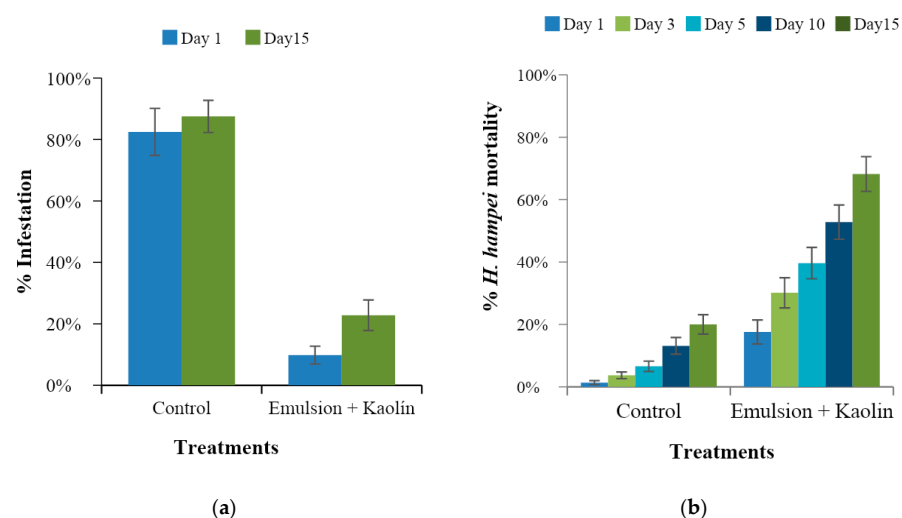 Day 1 Day15
100%
80%
60%
40%
20%
0%
% Infestation
Control Emulsion + Kaolín
Treatments
(a)
Day 1 Day 3 Day 5 Day 10 Day15
100%
80%
60%
40%
20%
0%
% H. hampei mortality
Control Emulsion + Kaolin
Treatments
(b)